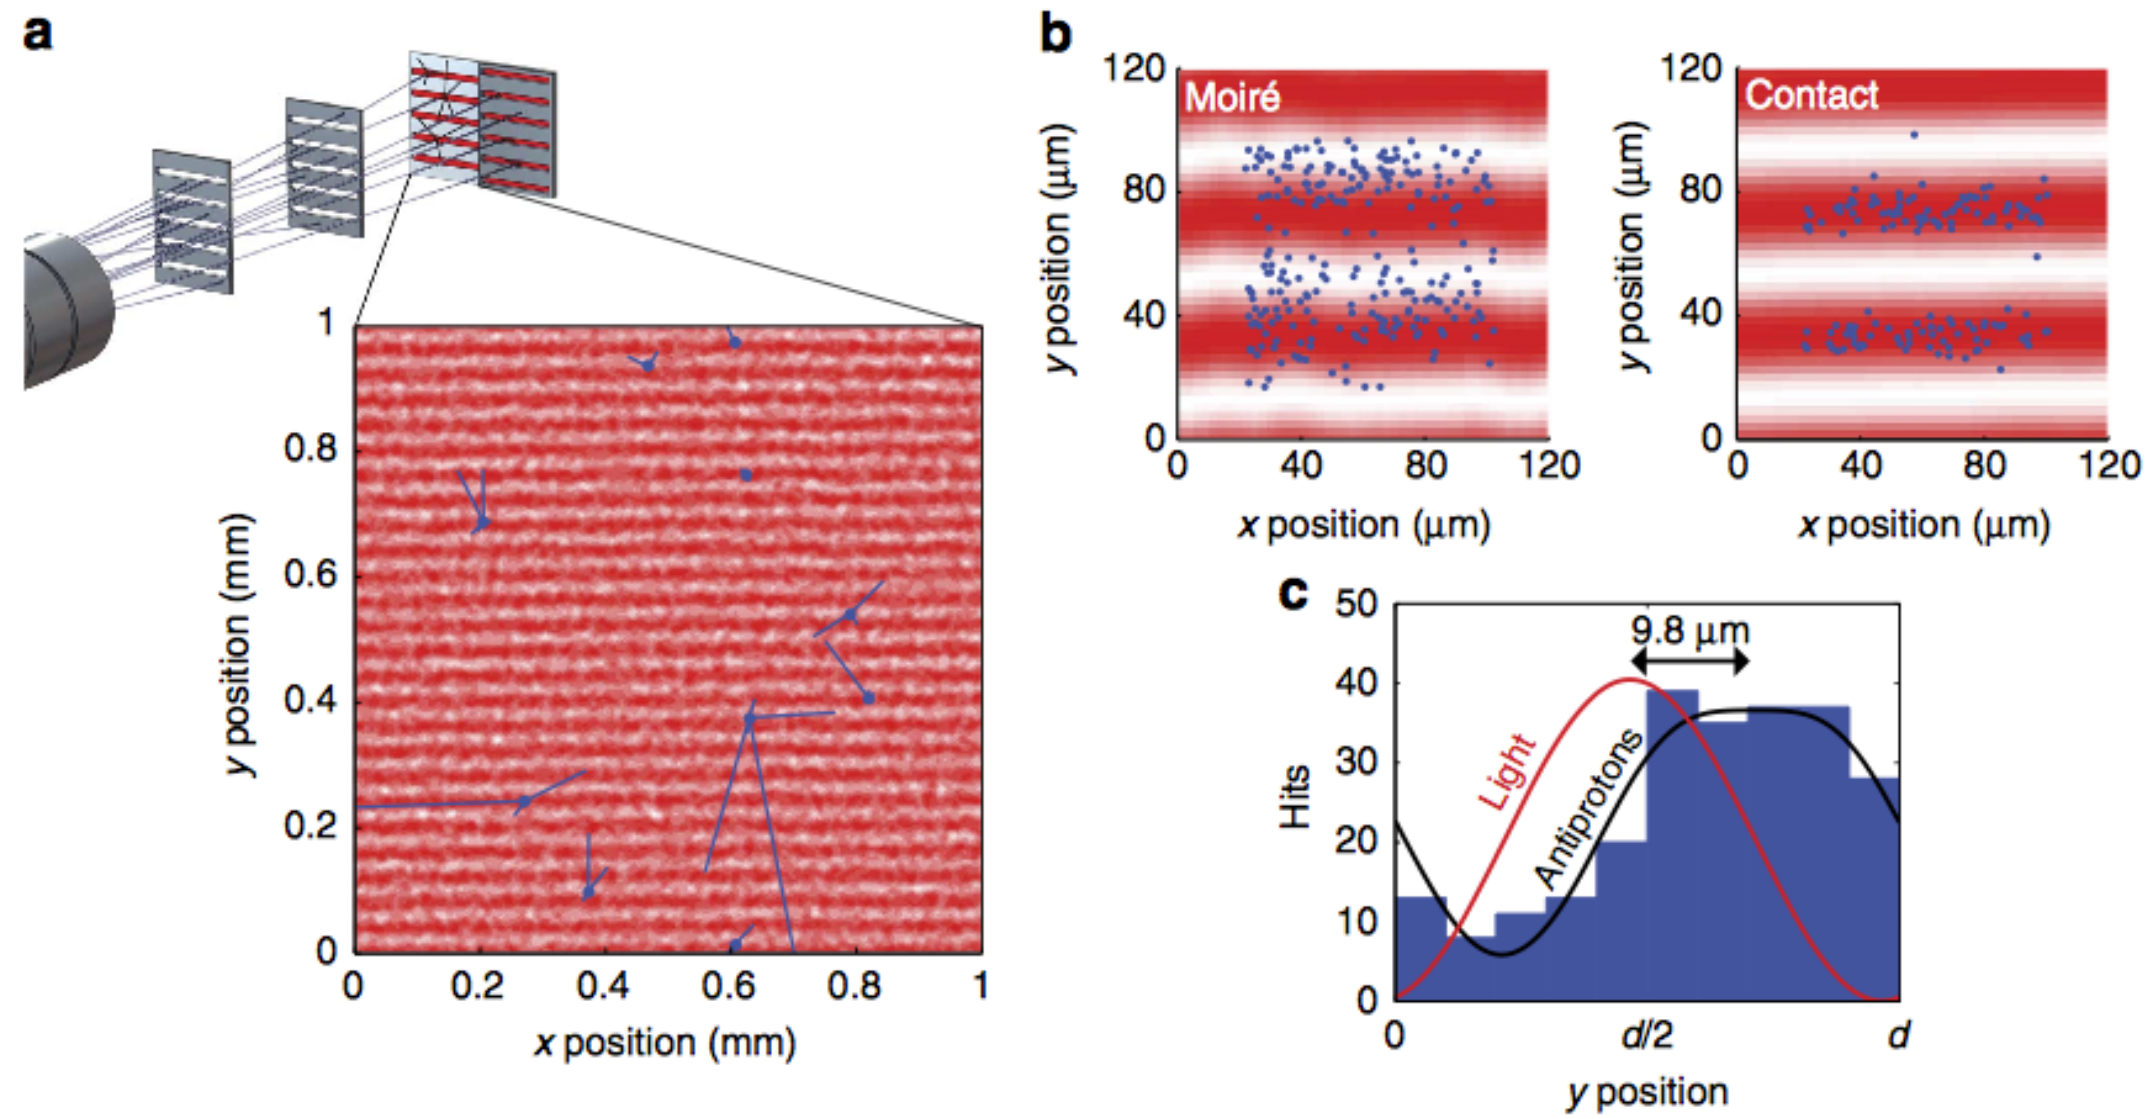 a
1
0.8
0.6
0.4
0.2
0
y position (mm)
0 0.2 0.4 0.6 0.8 1
x position (mm)
b
120
80
40
0
y position (μm)
Moiré
0 40 80 120
x position (μm)
120
80
40
0
y position (μm)
Contact
0 40 80 120
x position (μm)
c
50
40
30
20
10
0
Hits
9.8 μm
Light
Antiprotons
0 d/2 d
y position